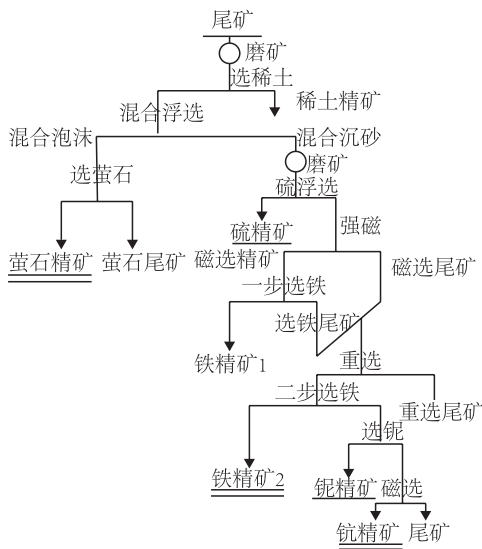 尾矿
磨矿
选稀土
稀土精矿
混合浮选
混合泡沫
混合沉砂
磨矿
选萤石
硫浮选
硫精矿
强磁
萤石精矿
萤石尾矿
磁选精矿
磁选尾矿
一步选铁
选铁尾矿
铁精矿1
重选
二步选铁
重选尾矿
选铌
铁精矿2
铌精矿
磁选
钪精矿
尾矿